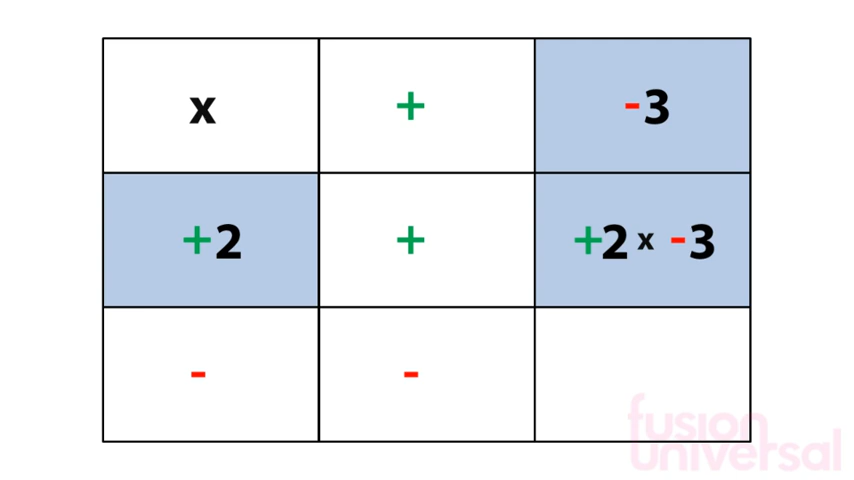 x + -3
+2 + +2 x -3
- -
fusion
universal